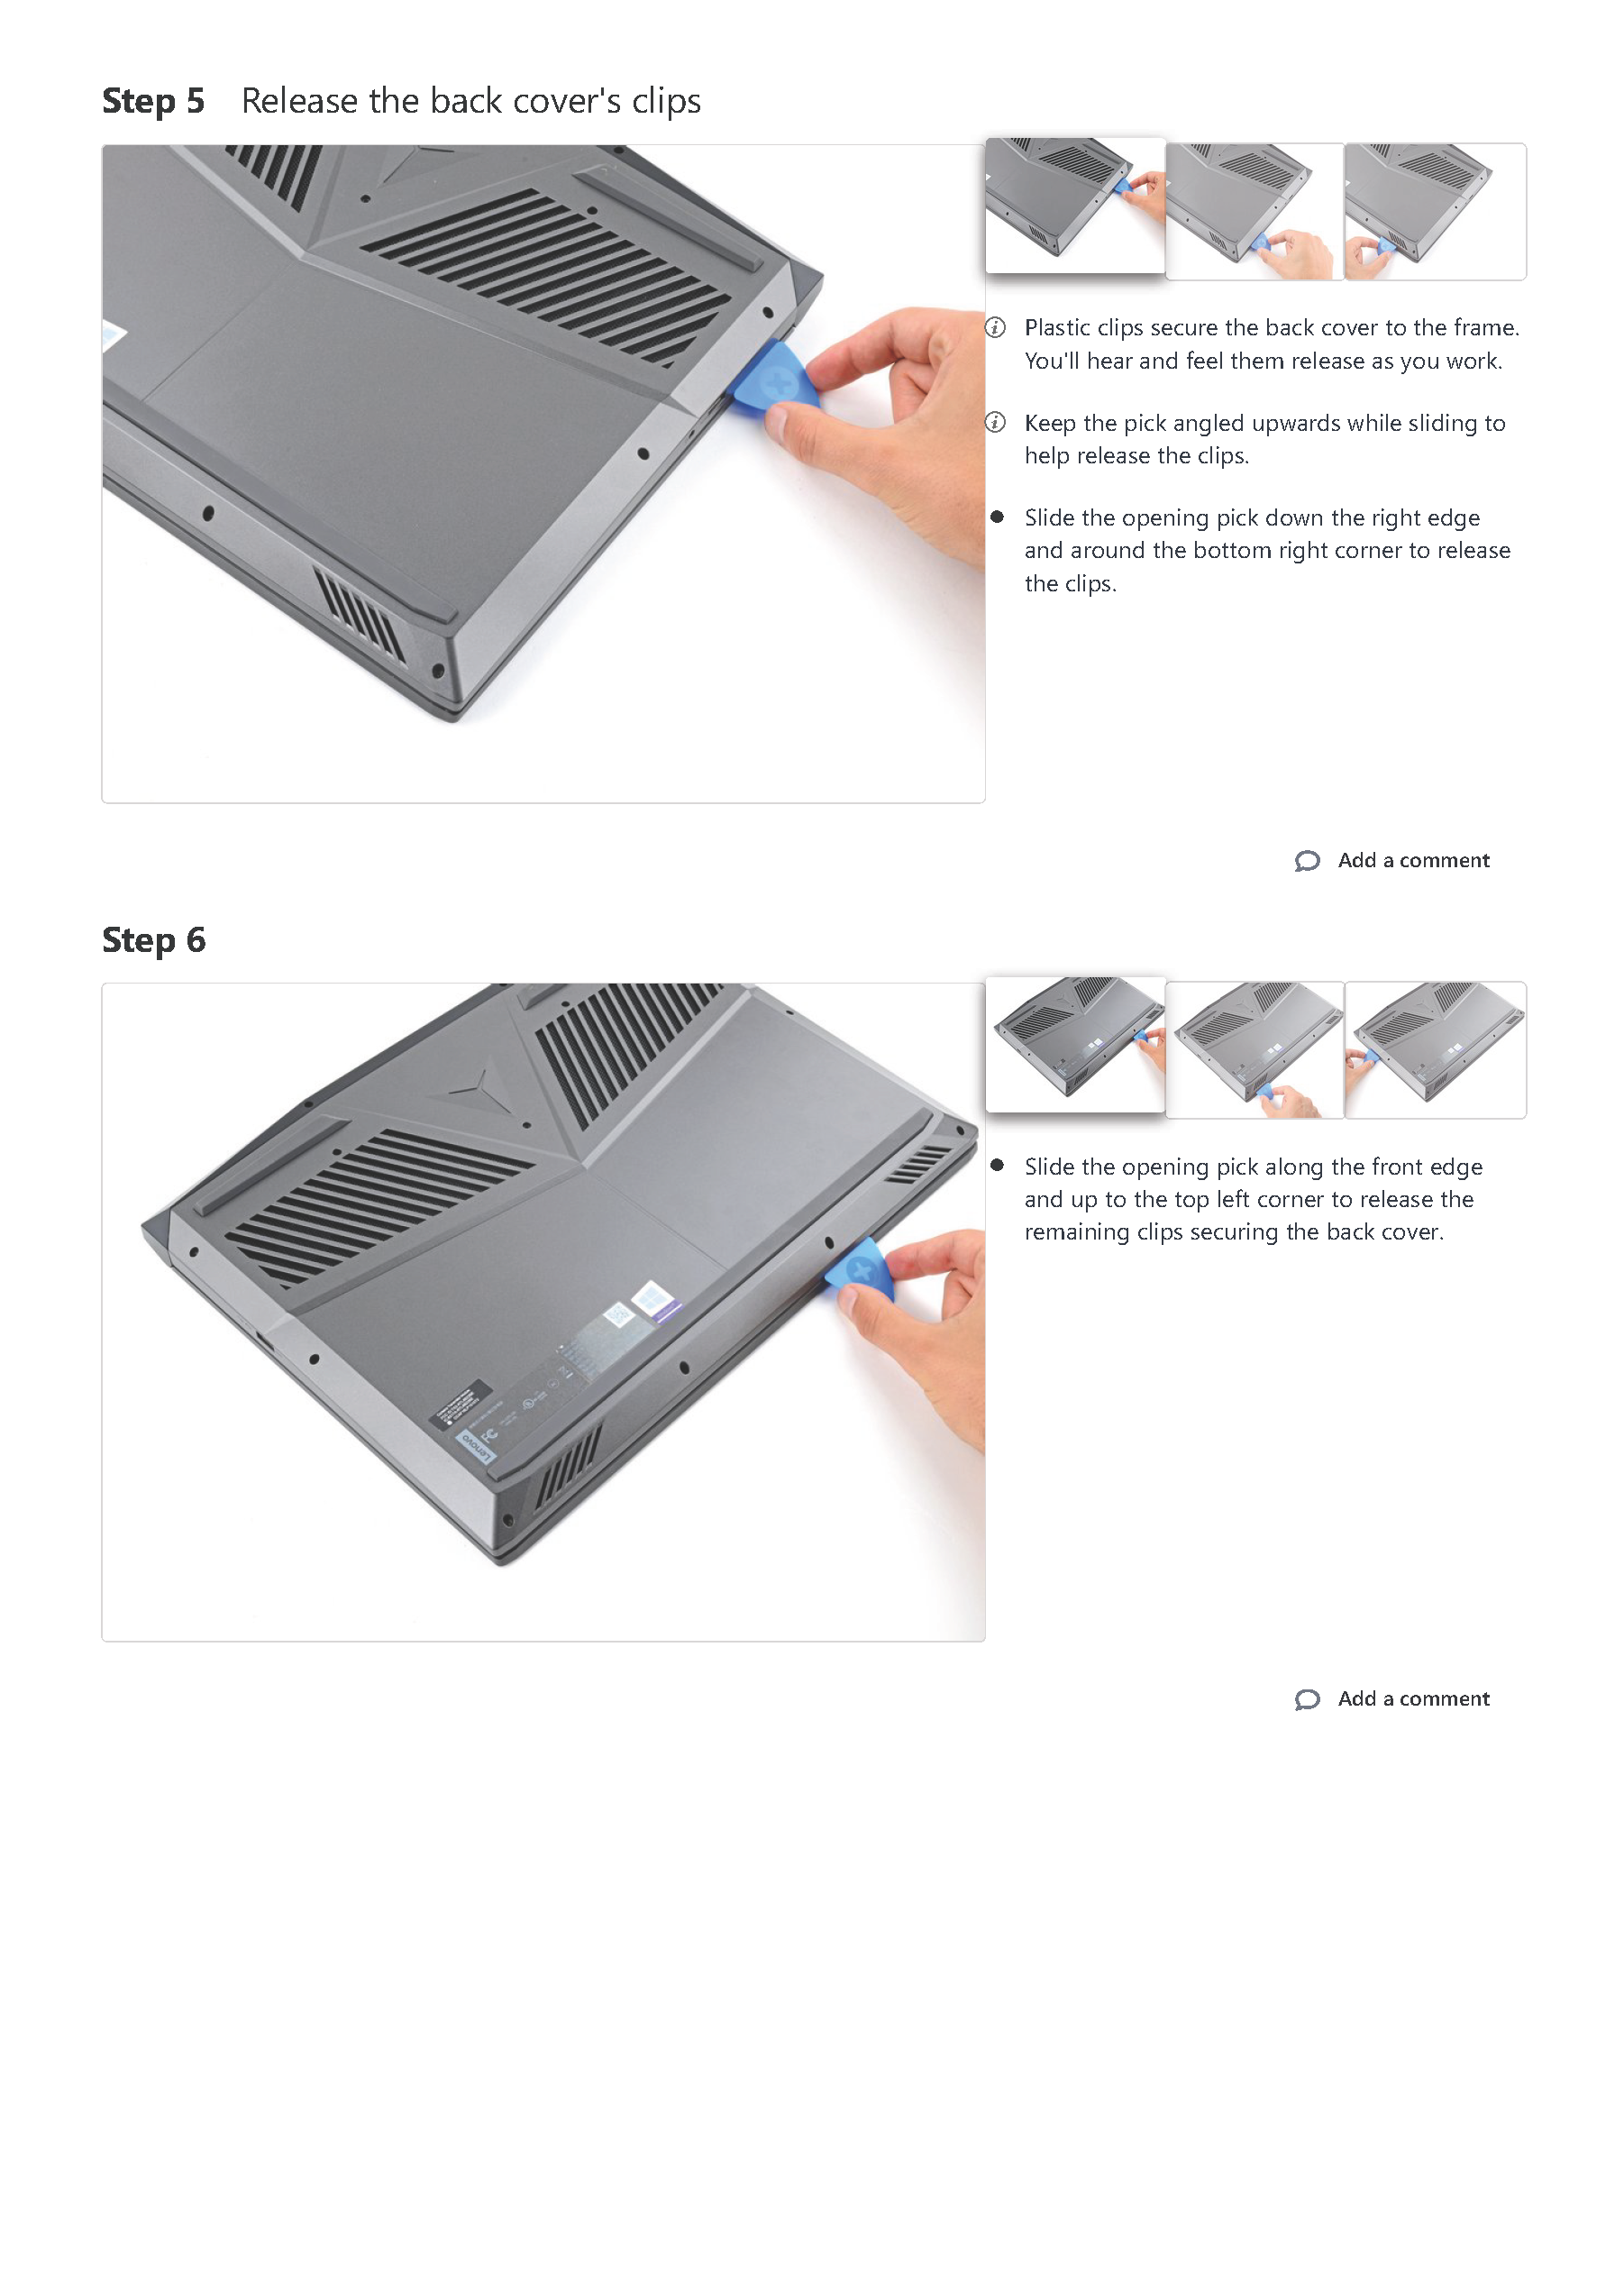 Step 5 Release the back cover's clips
Plastic clips secure the back cover to the frame.
You'll hear and feel them release as you work.
Keep the pick angled upwards while sliding to
help release the clips.
Slide the opening pick down the right edge
and around the bottom right corner to release
the clips.
Add a comment
Step 6
Lenovo
Slide the opening pick along the front edge
and up to the top left corner to release the
remaining clips securing the back cover.
Add a comment